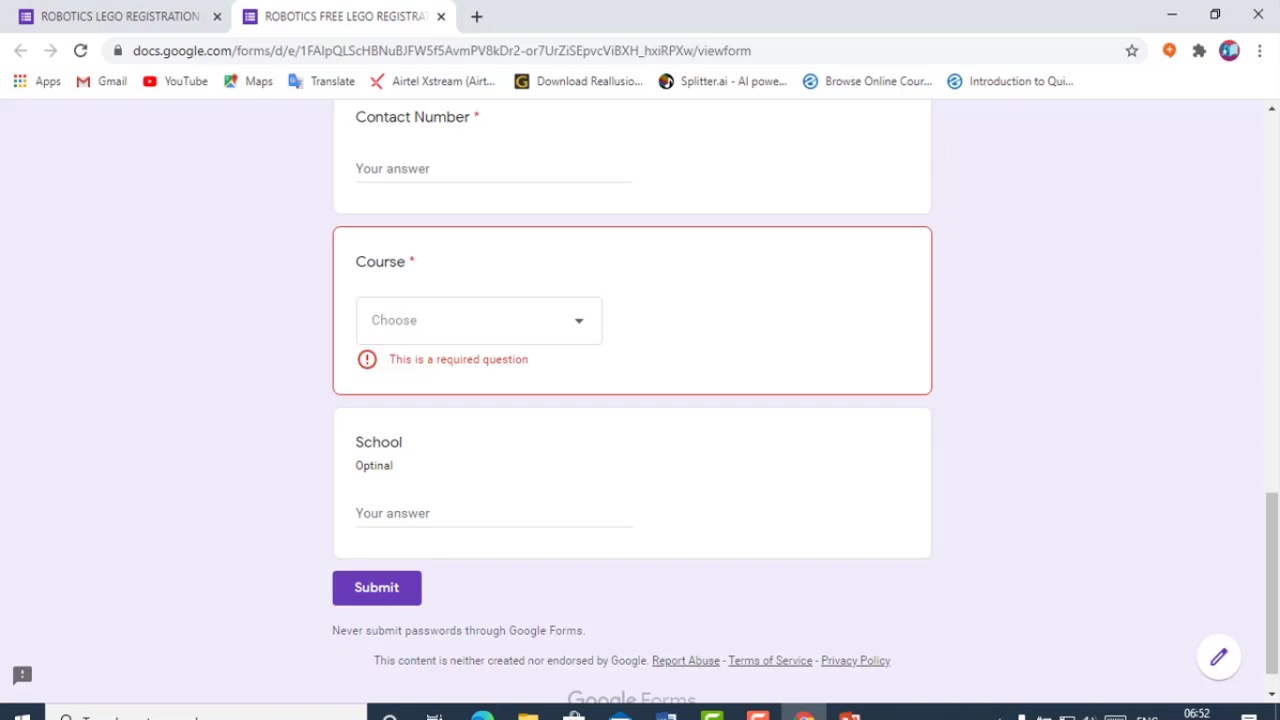 ROBOTICS LEGO REGISTRATION
ROBOTICS FREE LEGO REGISTRA
docs.google.com/forms/d/e/1FAIpQLScHBNuBJFW5f5AvmPV8kDr2-or7UrZiSEpvcViBXH_hxiRPXw/viewform
Apps Gmail YouTube Maps Translate Airtel Xstream (Airt... Download Reallusio... Splitter.ai - AI powe... Browse Online Cour... Introduction to Qui...
Contact Number *
Your answer
Course *
Choose
This is a required question
School
Optinal
Your answer
Submit
Never submit passwords through Google Forms.
This content is neither created nor endorsed by Google. Report Abuse - Terms of Service - Privacy Policy
Google Forms
06:52